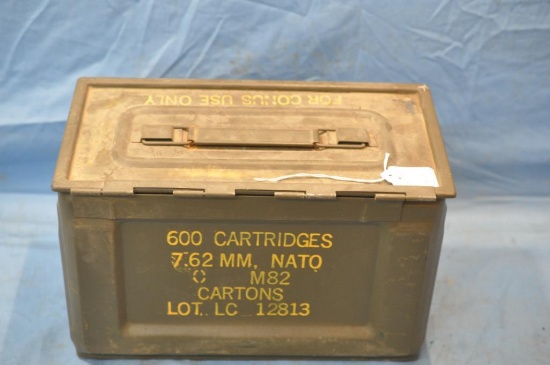 FOR CONUS USE ONLY
600 CARTRIDGES
7.62 MM, NATO
M82
CARTONS
LOT LC 12813